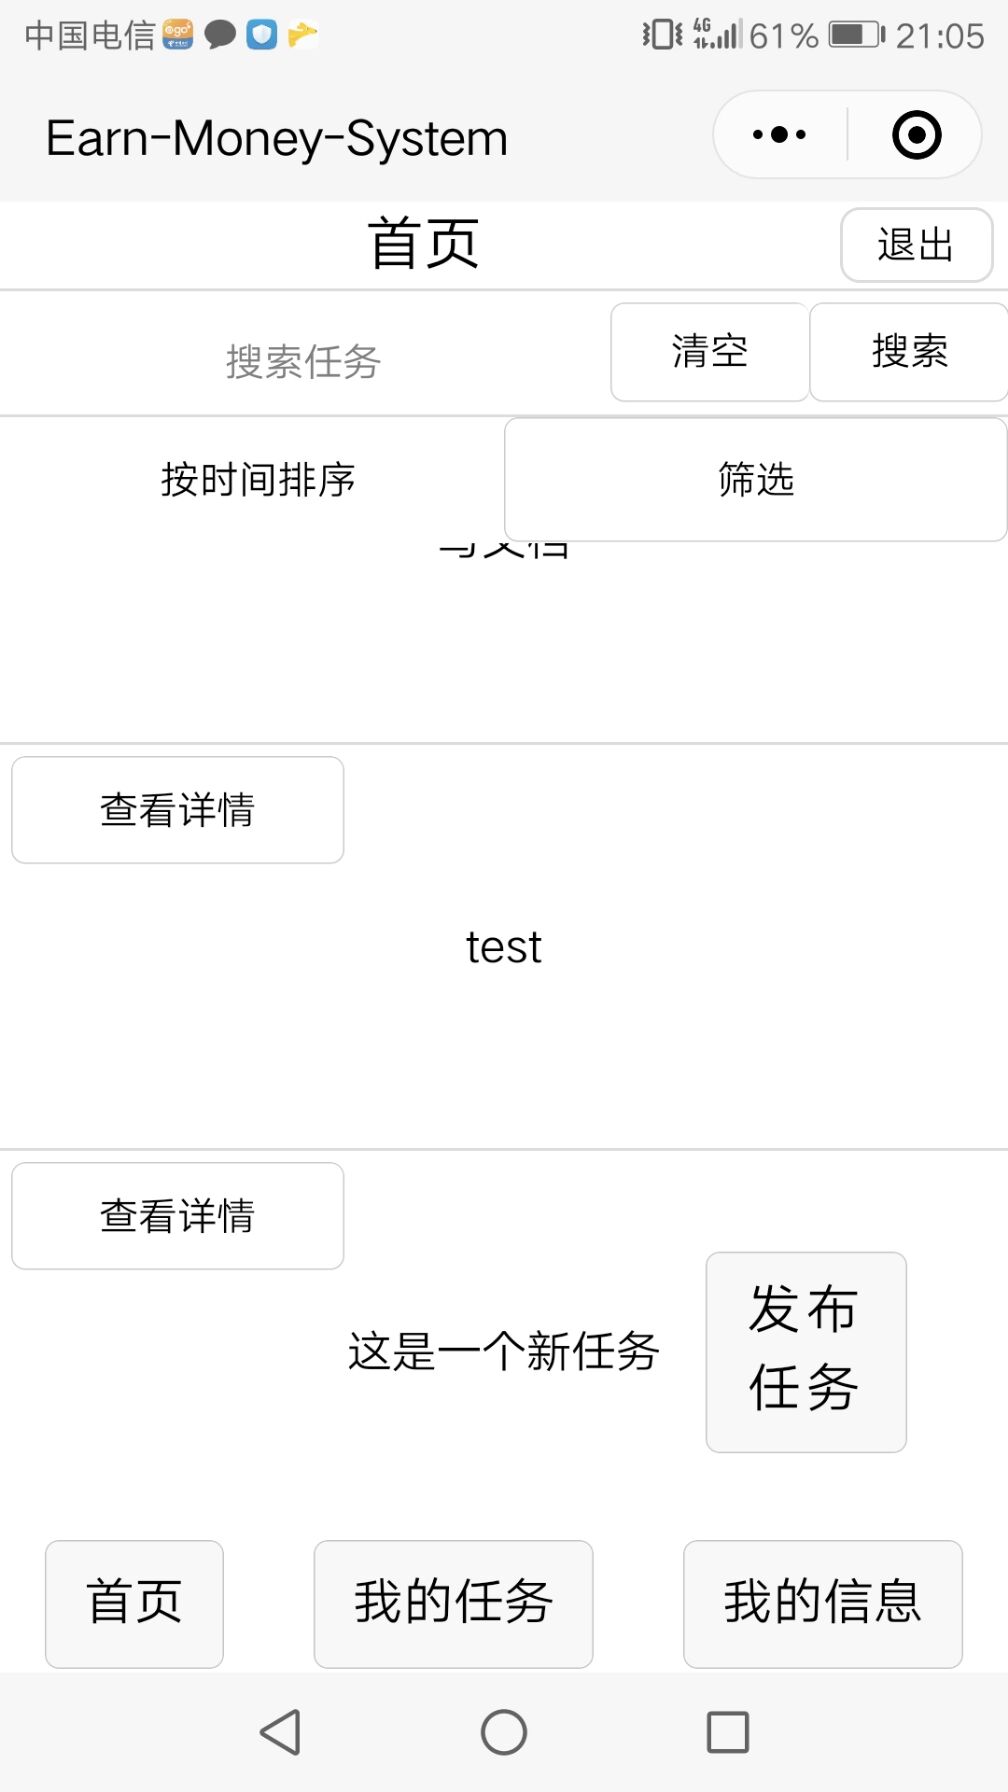 中国电信 4G 61% 21:05
Earn-Money-System
首页 退出
搜索任务 清空 搜索
按时间排序 筛选
查看详情
test
查看详情
这是一个新任务
发布
任务
首页 我的任务 我的信息